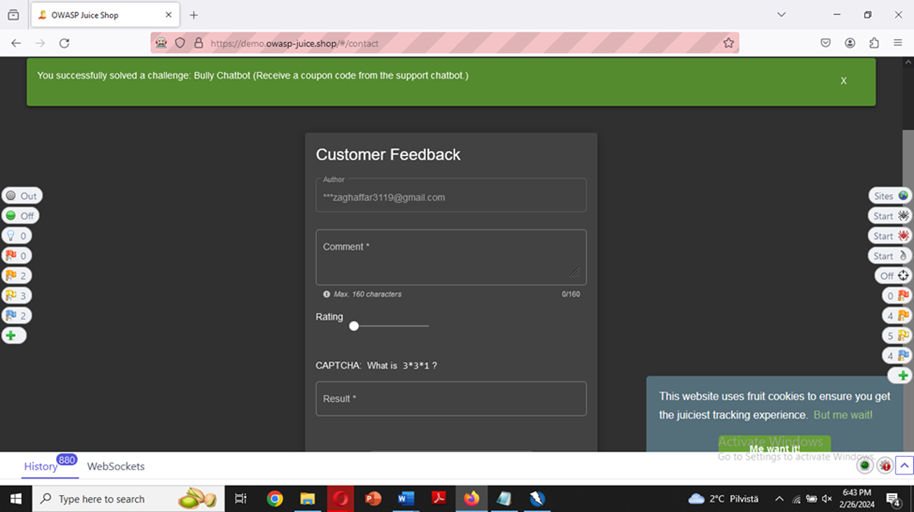 OWASP Juice Shop
https://demo.owasp-juice.shop/#/contact
You successfully solved a challenge: Bully Chatbot (Receive a coupon code from the support chatbot.)
X
Customer Feedback
Author
***zaghaffar3119@gmail.com
Comment *
Max. 160 characters
0/160
Rating
CAPTCHA: What is 3*3*1 ?
Result *
Out
Off
0
0
2
3
2
Sites
Start
Start
Start
Off
0
4
5
4
This website uses fruit cookies to ensure you get
the juiciest tracking experience. But me wait!
Me want it!
Activate Windows
Go to Settings to activate Windows.
History 880 WebSockets
Type here to search
2°C Pilvistä
6:43 PM
2/26/2024
4